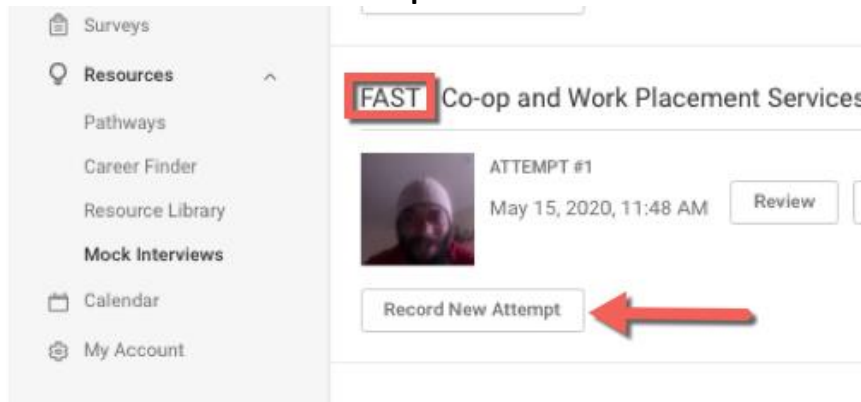 Surveys
Resources
Pathways
Career Finder
Resource Library
Mock Interviews
Calendar
My Account
FAST Co-op and Work Placement Services
ATTEMPT #1
May 15, 2020, 11:48 AM
Review
Record New Attempt